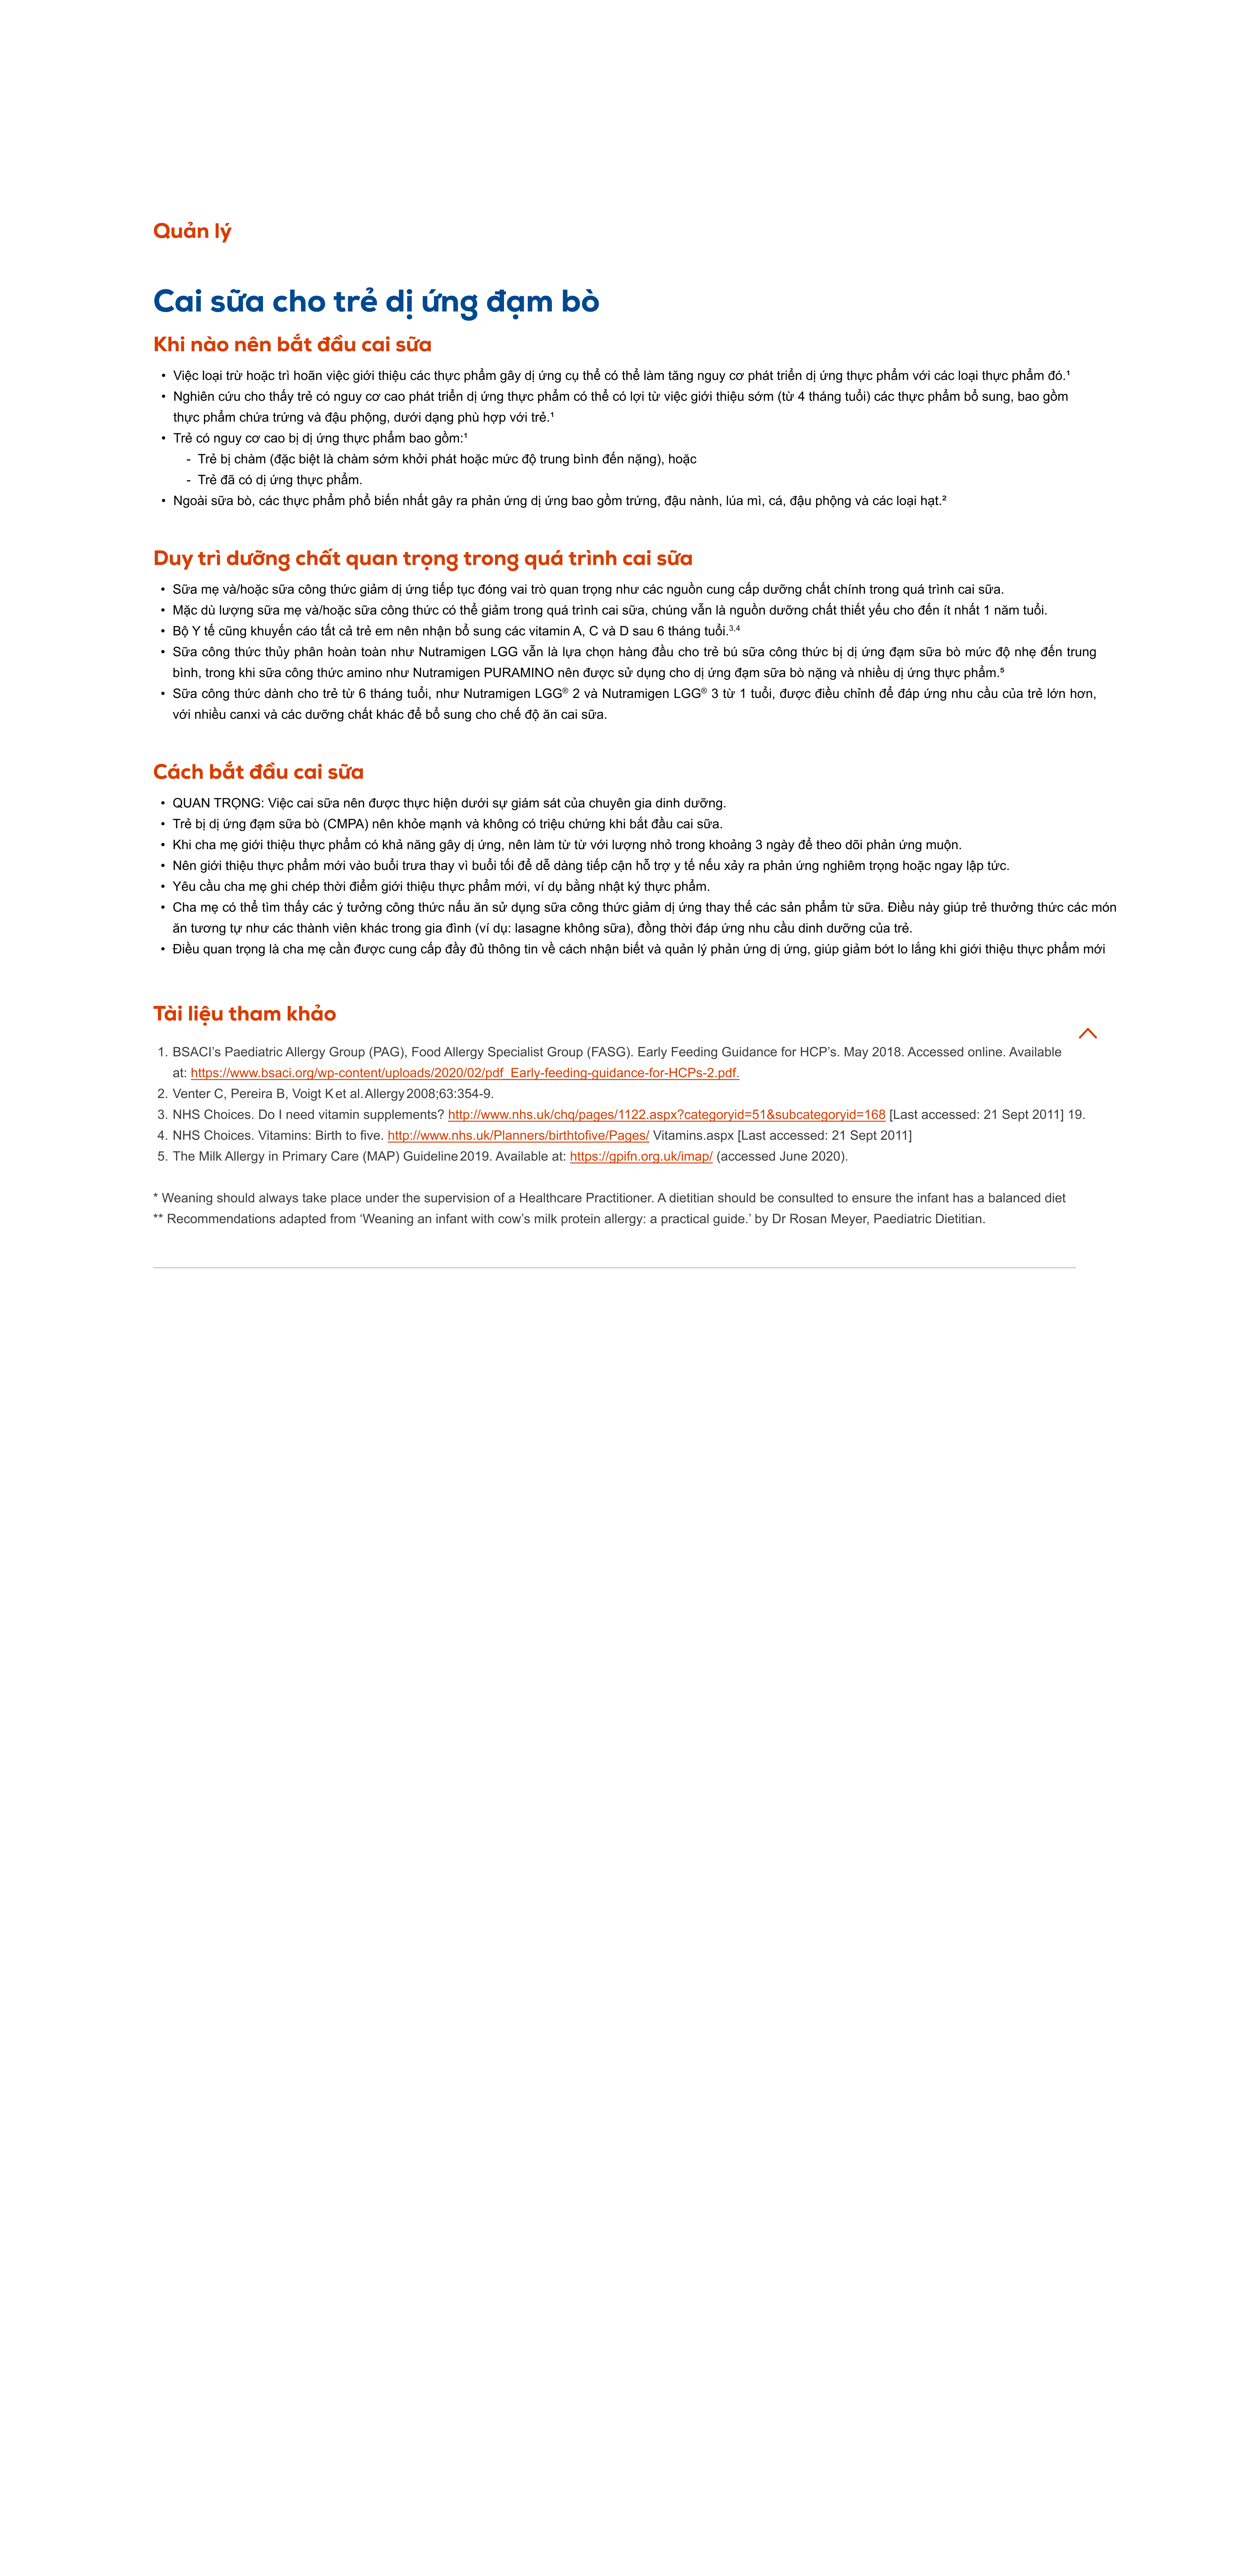 Quản lý
Cai sữa cho trẻ dị ứng đạm bò
Khi nào nên bắt đầu cai sữa
• Việc loại trừ hoặc trì hoãn việc giới thiệu các thực phẩm gây dị ứng cụ thể có thể làm tăng nguy cơ phát triển dị ứng thực phẩm với các loại thực phẩm đó.¹
• Nghiên cứu cho thấy trẻ có nguy cơ cao phát triển dị ứng thực phẩm có thể có lợi từ việc giới thiệu sớm (từ 4 tháng tuổi) các thực phẩm bổ sung, bao gồm
thực phẩm chứa trứng và đậu phộng, dưới dạng phù hợp với trẻ.¹
• Trẻ có nguy cơ cao bị dị ứng thực phẩm bao gồm:¹
- Trẻ bị chàm (đặc biệt là chàm sớm khởi phát hoặc mức độ trung bình đến nặng), hoặc
- Trẻ đã có dị ứng thực phẩm.
• Ngoài sữa bò, các thực phẩm phổ biến nhất gây ra phản ứng dị ứng bao gồm trứng, đậu nành, lúa mì, cá, đậu phộng và các loại hạt.²
Duy trì dưỡng chất quan trọng trong quá trình cai sữa
• Sữa mẹ và/hoặc sữa công thức giảm dị ứng tiếp tục đóng vai trò quan trọng như các nguồn cung cấp dưỡng chất chính trong quá trình cai sữa.
• Mặc dù lượng sữa mẹ và/hoặc sữa công thức có thể giảm trong quá trình cai sữa, chúng vẫn là nguồn dưỡng chất thiết yếu cho đến ít nhất 1 năm tuổi.
• Bộ Y tế cũng khuyến cáo tất cả trẻ em nên nhận bổ sung các vitamin A, C và D sau 6 tháng tuổi.³,⁴
• Sữa công thức thủy phân hoàn toàn như Nutramigen LGG vẫn là lựa chọn hàng đầu cho trẻ bú sữa công thức bị dị ứng đạm sữa bò mức độ nhẹ đến trung
bình, trong khi sữa công thức amino như Nutramigen PURAMINO nên được sử dụng cho dị ứng đạm sữa bò nặng và nhiều dị ứng thực phẩm.⁵
• Sữa công thức dành cho trẻ từ 6 tháng tuổi, như Nutramigen LGG® 2 và Nutramigen LGG® 3 từ 1 tuổi, được điều chỉnh để đáp ứng nhu cầu của trẻ lớn hơn,
với nhiều canxi và các dưỡng chất khác để bổ sung cho chế độ ăn cai sữa.
Cách bắt đầu cai sữa
• QUAN TRỌNG: Việc cai sữa nên được thực hiện dưới sự giám sát của chuyên gia dinh dưỡng.
• Trẻ bị dị ứng đạm sữa bò (CMPA) nên khỏe mạnh và không có triệu chứng khi bắt đầu cai sữa.
• Khi cha mẹ giới thiệu thực phẩm có khả năng gây dị ứng, nên làm từ từ với lượng nhỏ trong khoảng 3 ngày để theo dõi phản ứng muộn.
• Nên giới thiệu thực phẩm mới vào buổi trưa thay vì buổi tối để dễ dàng tiếp cận hỗ trợ y tế nếu xảy ra phản ứng nghiêm trọng hoặc ngay lập tức.
• Yêu cầu cha mẹ ghi chép thời điểm giới thiệu thực phẩm mới, ví dụ bằng nhật ký thực phẩm.
• Cha mẹ có thể tìm thấy các ý tưởng công thức nấu ăn sử dụng sữa công thức giảm dị ứng thay thế các sản phẩm từ sữa. Điều này giúp trẻ thưởng thức các món
ăn tương tự như các thành viên khác trong gia đình (ví dụ: lasagne không sữa), đồng thời đáp ứng nhu cầu dinh dưỡng của trẻ.
• Điều quan trọng là cha mẹ cần được cung cấp đầy đủ thông tin về cách nhận biết và quản lý phản ứng dị ứng, giúp giảm bớt lo lắng khi giới thiệu thực phẩm mới
Tài liệu tham khảo
1. BSACI’s Paediatric Allergy Group (PAG), Food Allergy Specialist Group (FASG). Early Feeding Guidance for HCP’s. May 2018. Accessed online. Available
at: https://www.bsaci.org/wp-content/uploads/2020/02/pdf_Early-feeding-guidance-for-HCPs-2.pdf.
2. Venter C, Pereira B, Voigt K et al. Allergy 2008;63:354-9.
3. NHS Choices. Do I need vitamin supplements? http://www.nhs.uk/chq/pages/1122.aspx?categoryid=51&subcategoryid=168 [Last accessed: 21 Sept 2011] 19.
4. NHS Choices. Vitamins: Birth to five. http://www.nhs.uk/Planners/birthtofive/Pages/ Vitamins.aspx [Last accessed: 21 Sept 2011]
5. The Milk Allergy in Primary Care (MAP) Guideline 2019. Available at: https://gpifn.org.uk/imap/ (accessed June 2020).
* Weaning should always take place under the supervision of a Healthcare Practitioner. A dietitian should be consulted to ensure the infant has a balanced diet
** Recommendations adapted from ‘Weaning an infant with cow’s milk protein allergy: a practical guide.’ by Dr Rosan Meyer, Paediatric Dietitian.